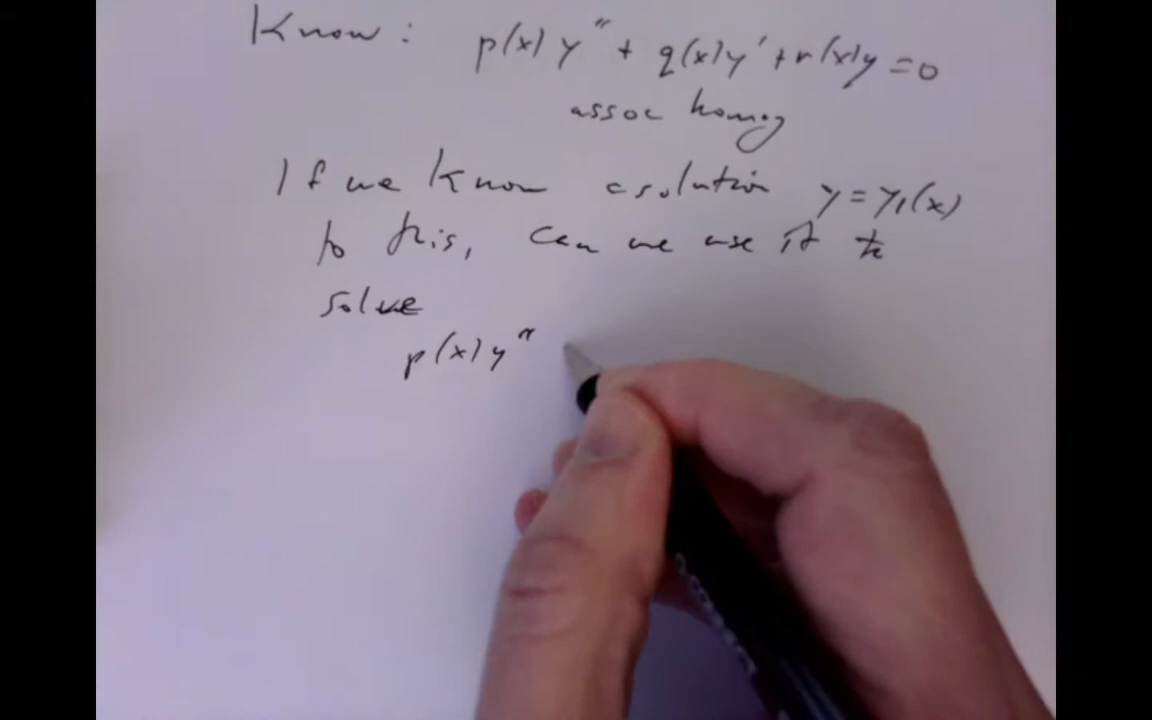 Know: p(x)y" + q(x)y' + r(x)y = 0
assoc homog
If we know a solution y = y₁(x)
to this, can we use it to
solve
p(x)y"